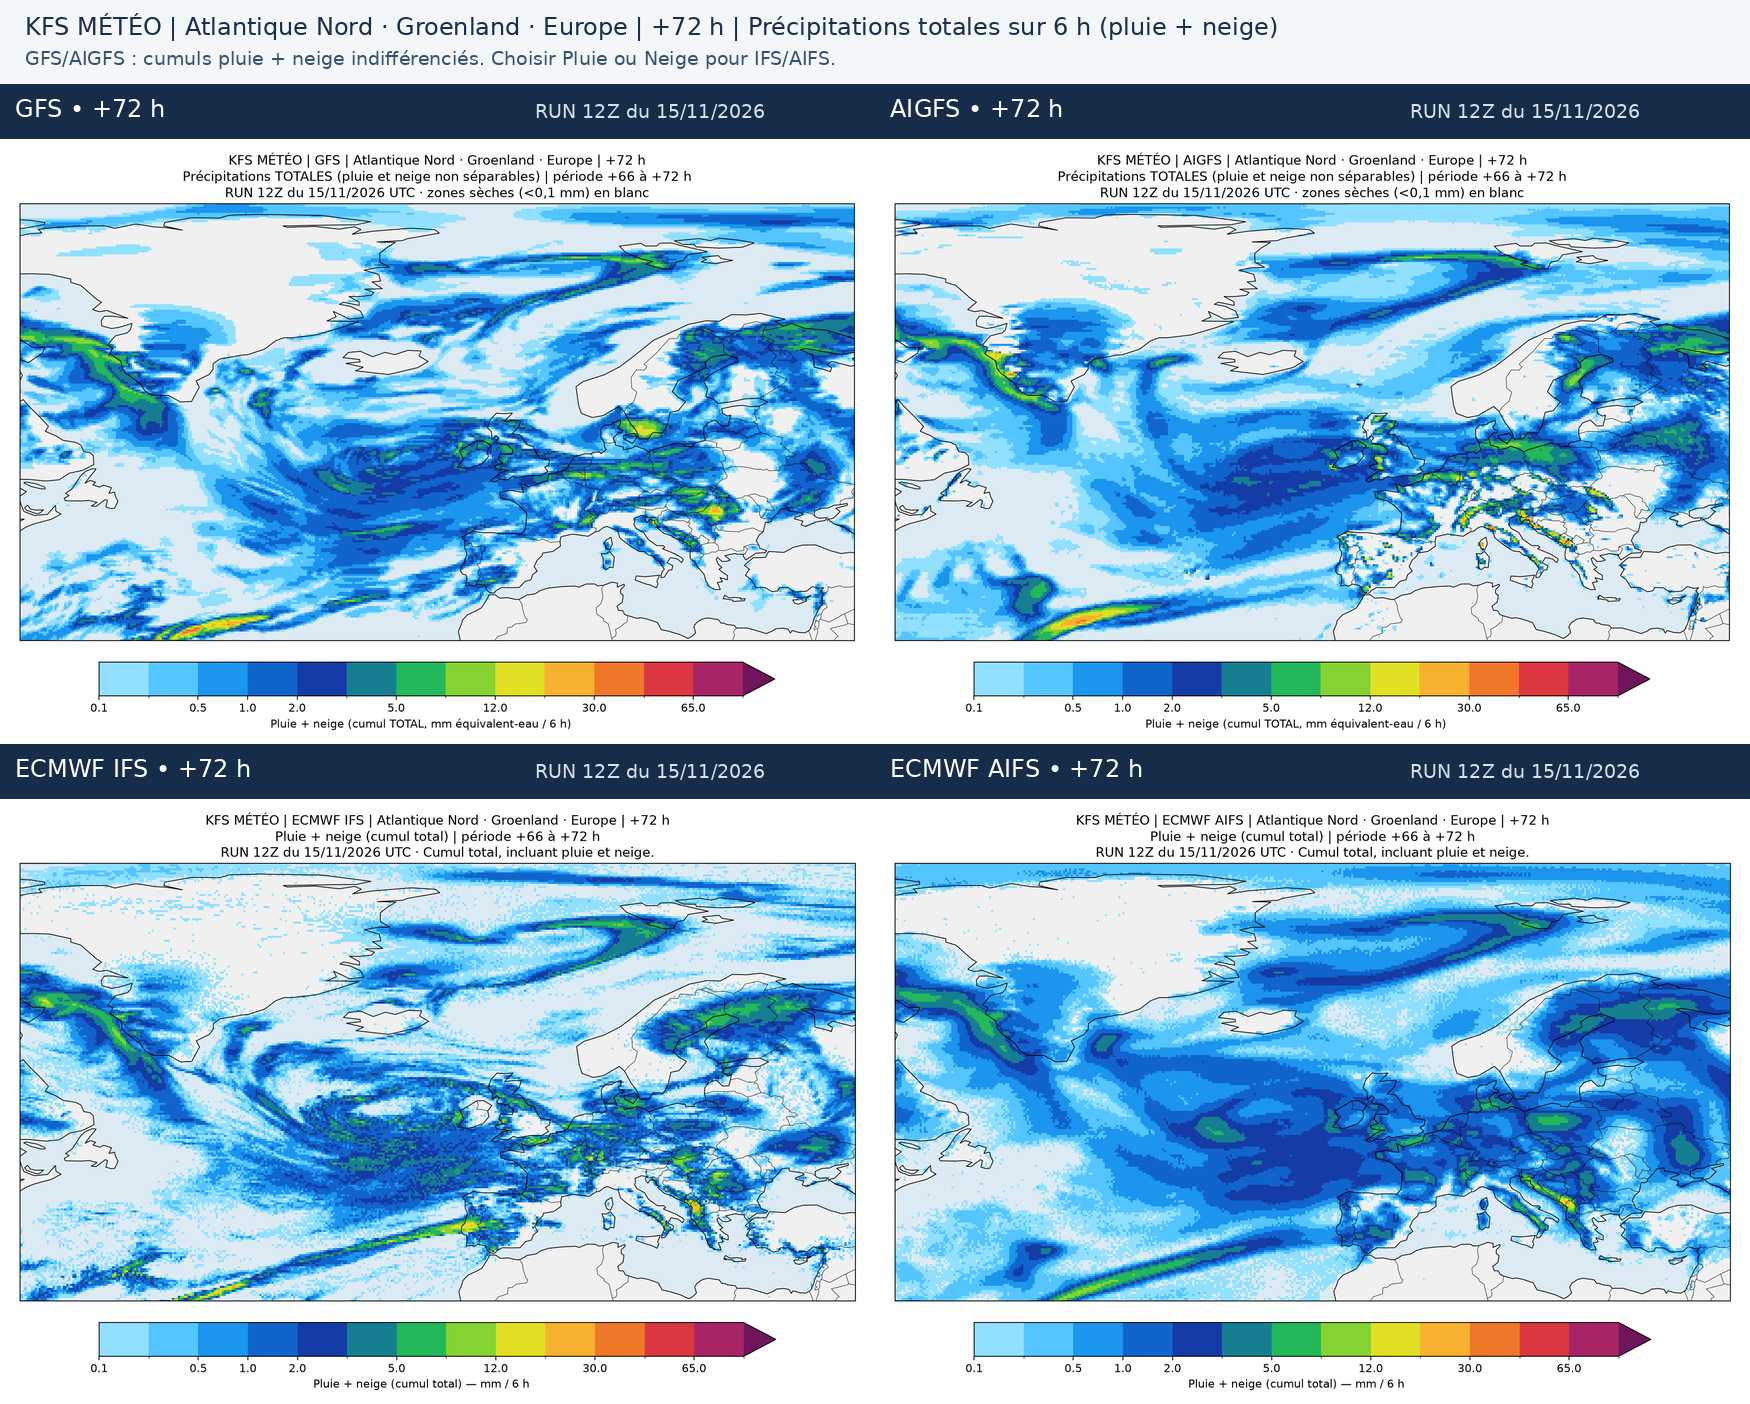 KFS MÉTÉO | Atlantique Nord · Groenland · Europe | +72 h | Précipitations totales sur 6 h (pluie + neige)
GFS/AIGFS : cumuls pluie + neige indifférenciés. Choisir Pluie ou Neige pour IFS/AIFS.
GFS • +72 h
RUN 12Z du 15/11/2026
AIGFS • +72 h
RUN 12Z du 15/11/2026
KFS MÉTÉO | GFS | Atlantique Nord · Groenland · Europe | +72 h
Précipitations TOTALES (pluie et neige non séparables) | période +66 à +72 h
RUN 12Z du 15/11/2026 UTC · zones sèches (<0,1 mm) en blanc
KFS MÉTÉO | AIGFS | Atlantique Nord · Groenland · Europe | +72 h
Précipitations TOTALES (pluie et neige non séparables) | période +66 à +72 h
RUN 12Z du 15/11/2026 UTC · zones sèches (<0,1 mm) en blanc
0.1 0.5 1.0 2.0 5.0 12.0 30.0 65.0
Pluie + neige (cumul TOTAL, mm équivalent-eau / 6 h)
0.1 0.5 1.0 2.0 5.0 12.0 30.0 65.0
Pluie + neige (cumul TOTAL, mm équivalent-eau / 6 h)
ECMWF IFS • +72 h
RUN 12Z du 15/11/2026
ECMWF AIFS • +72 h
RUN 12Z du 15/11/2026
KFS MÉTÉO | ECMWF IFS | Atlantique Nord · Groenland · Europe | +72 h
Pluie + neige (cumul total) | période +66 à +72 h
RUN 12Z du 15/11/2026 UTC · Cumul total, incluant pluie et neige.
KFS MÉTÉO | ECMWF AIFS | Atlantique Nord · Groenland · Europe | +72 h
Pluie + neige (cumul total) | période +66 à +72 h
RUN 12Z du 15/11/2026 UTC · Cumul total, incluant pluie et neige.
0.1 0.5 1.0 2.0 5.0 12.0 30.0 65.0
Pluie + neige (cumul total) — mm / 6 h
0.1 0.5 1.0 2.0 5.0 12.0 30.0 65.0
Pluie + neige (cumul total) — mm / 6 h